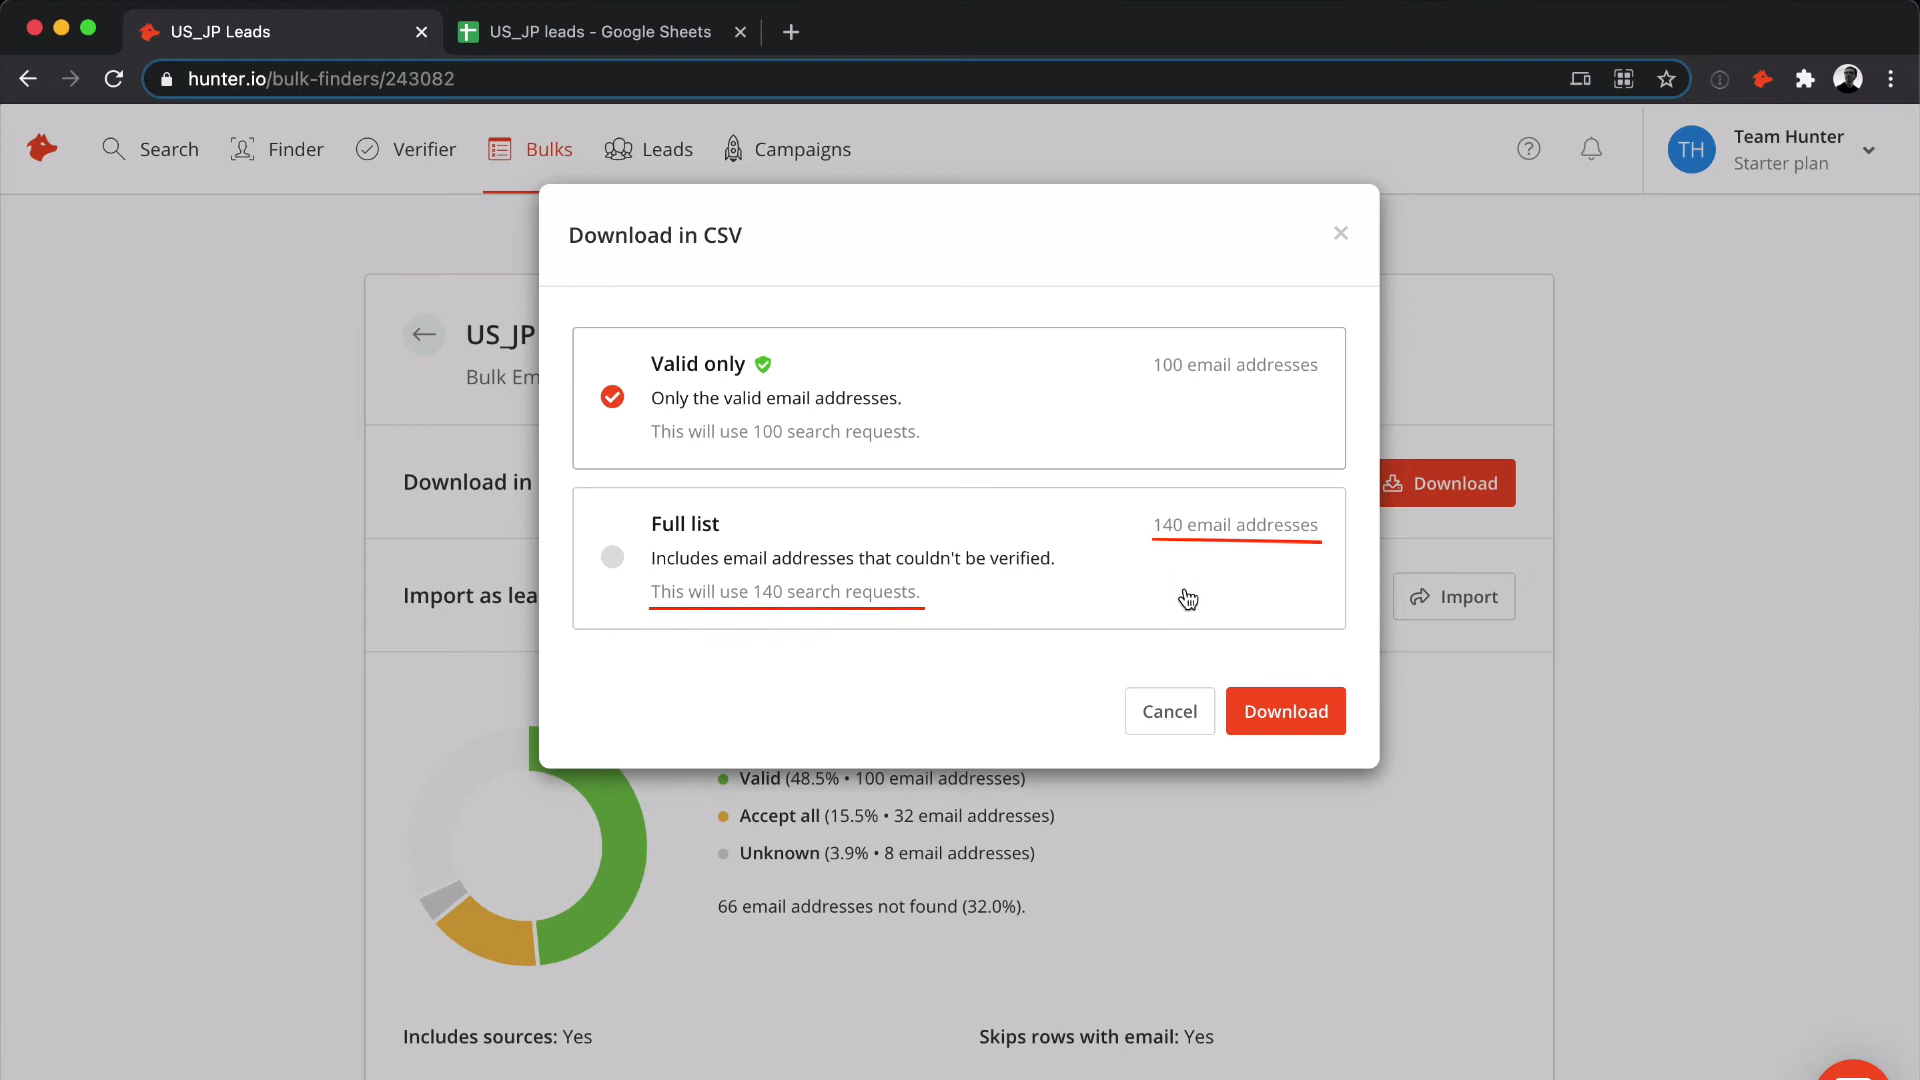 US_JP Leads
US_JP leads - Google Sheets
hunter.io/bulk-finders/243082
Search
Finder
Verifier
Bulks
Leads
Campaigns
TH
Team Hunter
Starter plan
Download in CSV
US_JP
Bulk Em
Valid only
100 email addresses
Only the valid email addresses.
This will use 100 search requests.
Download in
Download
Full list
140 email addresses
Includes email addresses that couldn't be verified.
This will use 140 search requests.
Import as lea
Import
Cancel
Download
Valid (48.5% • 100 email addresses)
Accept all (15.5% • 32 email addresses)
Unknown (3.9% • 8 email addresses)
66 email addresses not found (32.0%).
Includes sources: Yes
Skips rows with email: Yes